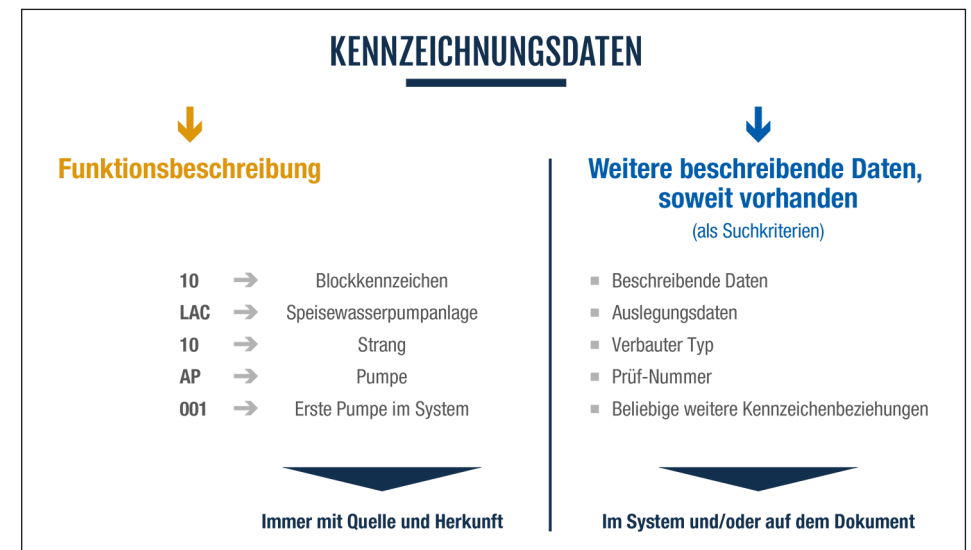 KENNZEICHNUNGSDATEN
Funktionsbeschreibung
10 Blockkennzeichen
LAC Speisewasserpumpanlage
10 Strang
AP Pumpe
001 Erste Pumpe im System
Immer mit Quelle und Herkunft
Weitere beschreibende Daten,
soweit vorhanden
(als Suchkriterien)
Beschreibende Daten
Auslegungsdaten
Verbauter Typ
Prüf-Nummer
Beliebige weitere Kennzeichenbeziehungen
Im System und/oder auf dem Dokument